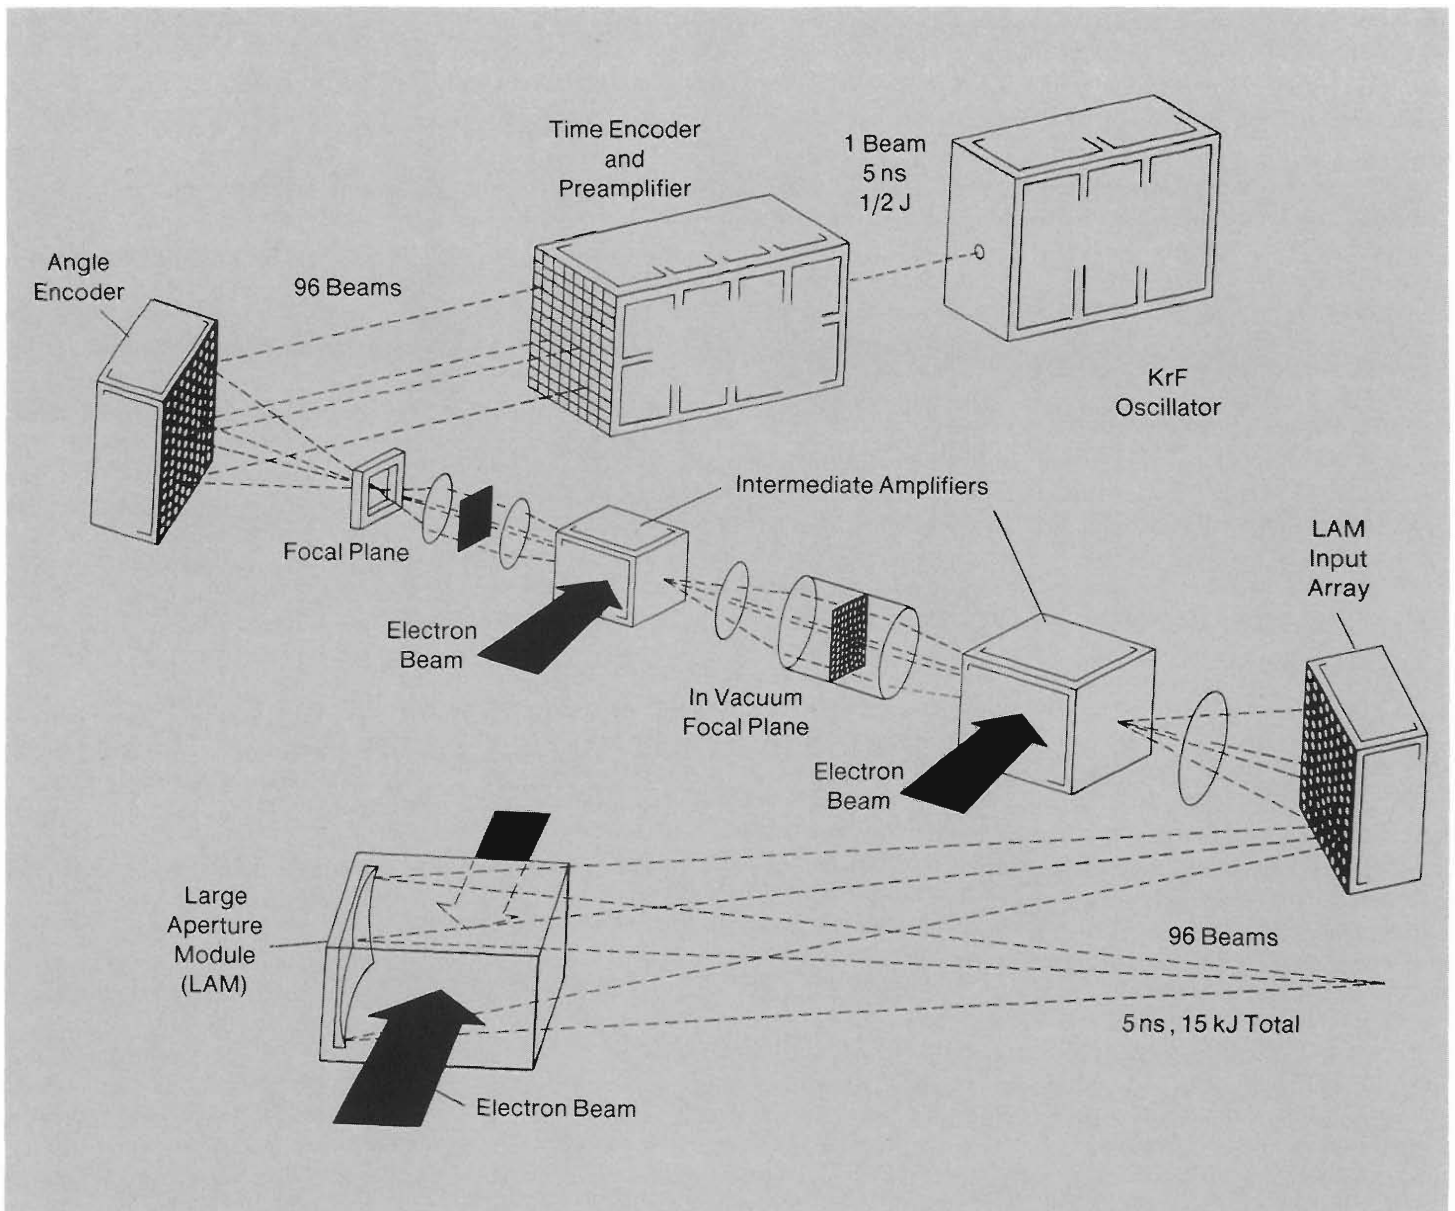 Time Encoder
and
Preamplifier
1 Beam
5 ns
1/2 J
Angle
Encoder
96 Beams
KrF
Oscillator
Intermediate Amplifiers
Focal Plane
LAM
Input
Array
Electron
Beam
In Vacuum
Focal Plane
Electron
Beam
Large
Aperture
Module
(LAM)
96 Beams
5 ns, 15 kJ Total
Electron Beam